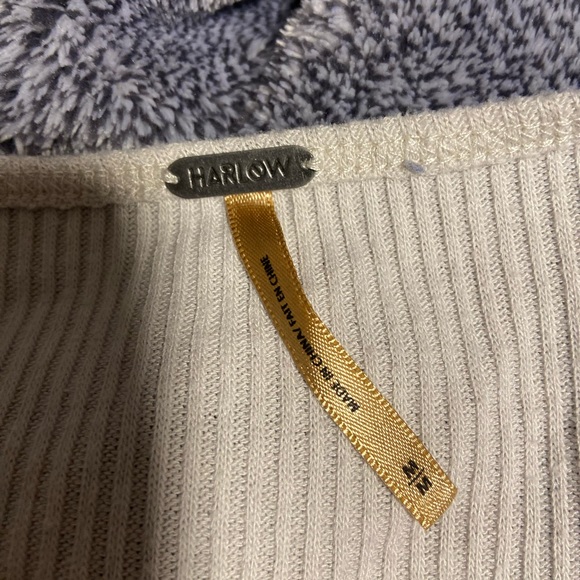 HARLOW
MADE IN CHINA/ FAIT EN CHINE
M|M